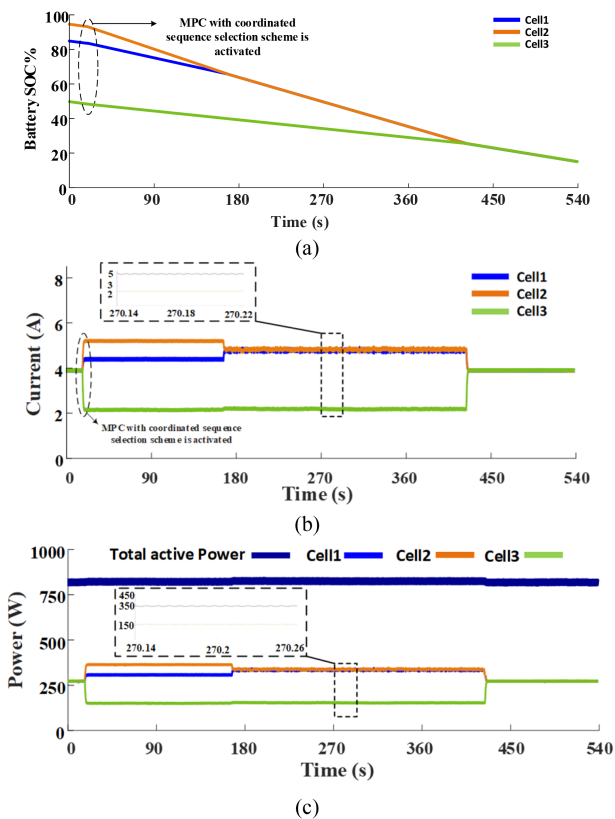 100
80
60
40
20
0
Battery SOC%
MPC with coordinated
sequence selection scheme is
activated
Cell1
Cell2
Cell3
0 90 180 270 360 450 540
Time (s)
(a)
8
6
4
2
0
Current (A)
5
3
2
270.14 270.18 270.22
Cell1
Cell2
Cell3
MPC with coordinated sequence
selection scheme is activated
0 90 180 270 360 450 540
Time (s)
(b)
1000
750
500
250
0
Power (W)
Total active Power Cell1 Cell2 Cell3
450
350
150
270.14 270.2 270.26
0 90 180 270 360 450 540
Time (s)
(c)